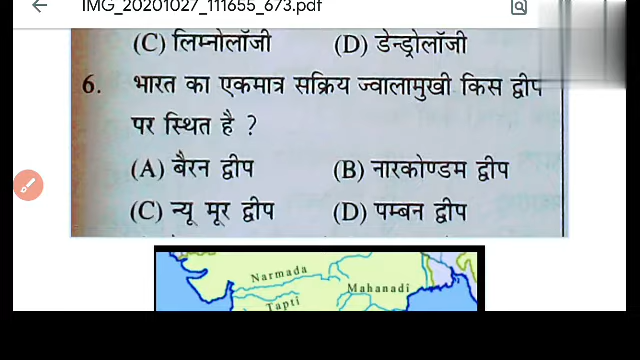 IMG_20201027_111655_673.pdf
(C) लिम्नोलॉजी (D) डेन्ड्रोलॉजी
6. भारत का एकमात्र सक्रिय ज्वालामुखी किस द्वीप
पर स्थित है ?
(A) बैरन द्वीप (B) नारकोण्डम द्वीप
(C) न्यू मूर द्वीप (D) पम्बन द्वीप
Narmada
Mahanadi
Tapti